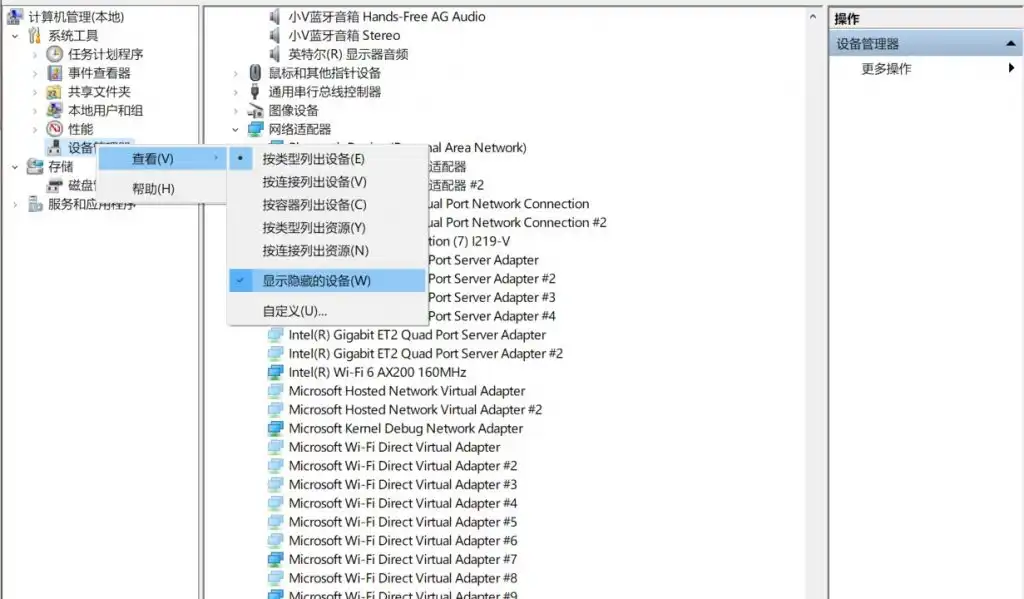 计算机管理(本地)
系统工具
任务计划程序
事件查看器
共享文件夹
本地用户和组
性能
设备管理器
存储
磁盘
服务和应用程序
查看(V)
帮助(H)
按类型列出设备(E)
按连接列出设备(V)
按容器列出设备(C)
按类型列出资源(Y)
按连接列出资源(N)
显示隐藏的设备(W)
自定义(U)...
小V蓝牙音箱 Hands-Free AG Audio
小V蓝牙音箱 Stereo
英特尔(R) 显示器音频
鼠标和其他指针设备
通用串行总线控制器
图像设备
网络适配器
nal Area Network)
适配器
适配器 #2
ual Port Network Connection
ual Port Network Connection #2
tion (7) I219-V
Port Server Adapter
Port Server Adapter #2
Port Server Adapter #3
Port Server Adapter #4
Intel(R) Gigabit ET2 Quad Port Server Adapter
Intel(R) Gigabit ET2 Quad Port Server Adapter #2
Intel(R) Wi-Fi 6 AX200 160MHz
Microsoft Hosted Network Virtual Adapter
Microsoft Hosted Network Virtual Adapter #2
Microsoft Kernel Debug Network Adapter
Microsoft Wi-Fi Direct Virtual Adapter
Microsoft Wi-Fi Direct Virtual Adapter #2
Microsoft Wi-Fi Direct Virtual Adapter #3
Microsoft Wi-Fi Direct Virtual Adapter #4
Microsoft Wi-Fi Direct Virtual Adapter #5
Microsoft Wi-Fi Direct Virtual Adapter #6
Microsoft Wi-Fi Direct Virtual Adapter #7
Microsoft Wi-Fi Direct Virtual Adapter #8
Microsoft Wi-Fi Direct Virtual Adapter #9
操作
设备管理器
更多操作